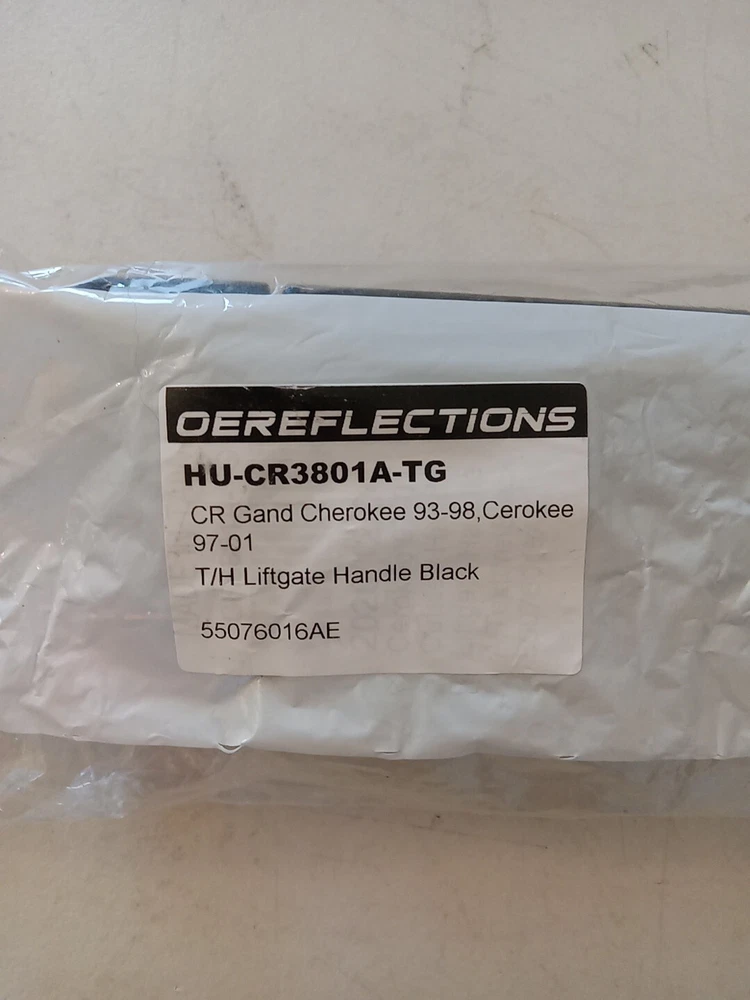 OEREFLECTIONS
HU-CR3801A-TG
CR Gand Cherokee 93-98,Cerokee
97-01
T/H Liftgate Handle Black
55076016AE